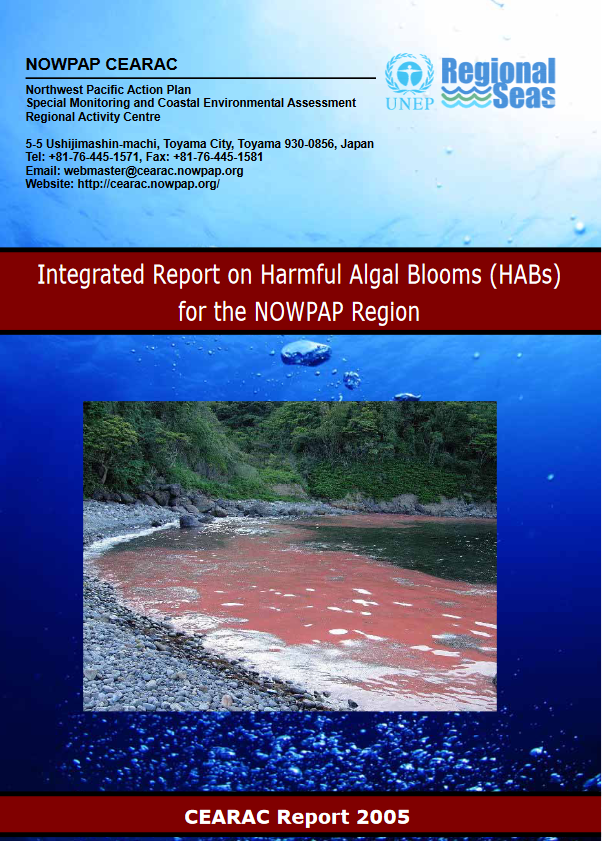 NOWPAP CEARAC
Northwest Pacific Action Plan
Special Monitoring and Coastal Environmental Assessment
Regional Activity Centre
5-5 Ushijimashin-machi, Toyama City, Toyama 930-0856, Japan
Tel: +81-76-445-1571, Fax: +81-76-445-1581
Email: webmaster@cearac.nowpap.org
Website: http://cearac.nowpap.org/
UNEP
Regional
Seas
Integrated Report on Harmful Algal Blooms (HABs)
for the NOWPAP Region
CEARAC Report 2005